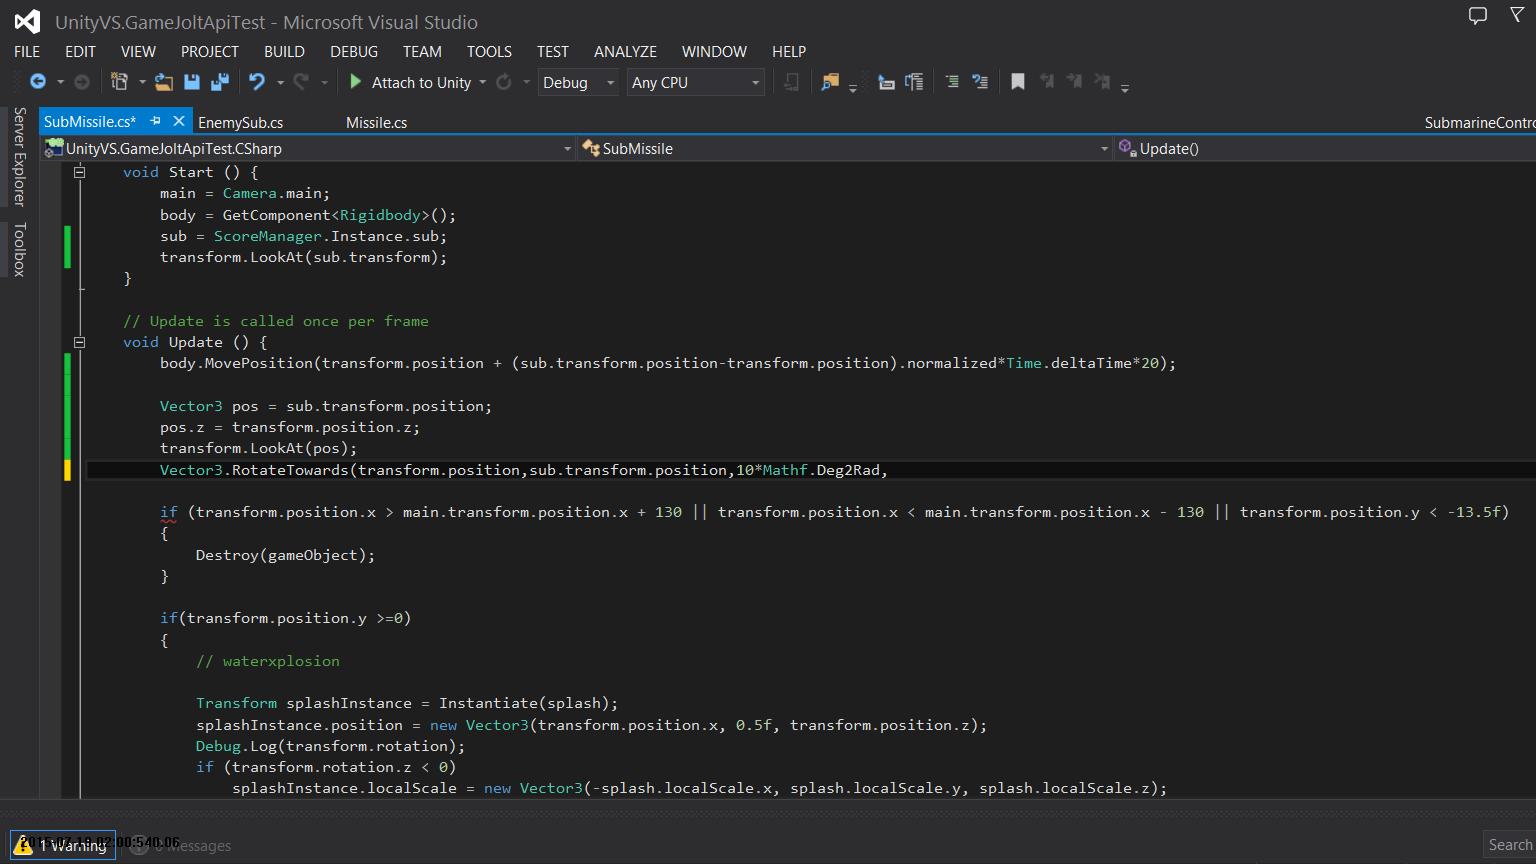 UnityVS.GameJoltApiTest - Microsoft Visual Studio
FILE EDIT VIEW PROJECT BUILD DEBUG TEAM TOOLS TEST ANALYZE WINDOW HELP
Attach to Unity Debug Any CPU
Server Explorer
Toolbox
SubMissile.cs* EnemySub.cs Missile.cs SubmarineContro
UnityVS.GameJoltApiTest.CSharp SubMissile Update()
void Start () {
main = Camera.main;
body = GetComponent<Rigidbody>();
sub = ScoreManager.Instance.sub;
transform.LookAt(sub.transform);
}
// Update is called once per frame
void Update () {
body.MovePosition(transform.position + (sub.transform.position-transform.position).normalized*Time.deltaTime*20);
Vector3 pos = sub.transform.position;
pos.z = transform.position.z;
transform.LookAt(pos);
Vector3.RotateTowards(transform.position,sub.transform.position,10*Mathf.Deg2Rad,
if (transform.position.x > main.transform.position.x + 130 || transform.position.x < main.transform.position.x - 130 || transform.position.y < -13.5f)
{
Destroy(gameObject);
}
if(transform.position.y >=0)
{
// waterxplosion
Transform splashInstance = Instantiate(splash);
splashInstance.position = new Vector3(transform.position.x, 0.5f, transform.position.z);
Debug.Log(transform.rotation);
if (transform.rotation.z < 0)
splashInstance.localScale = new Vector3(-splash.localScale.x, splash.localScale.y, splash.localScale.z);
1 Warning 0 Messages
Search